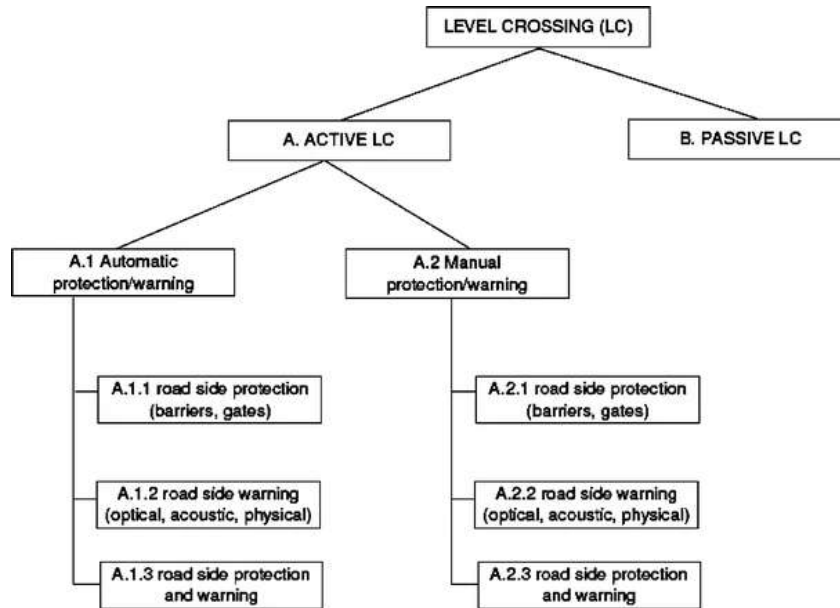 LEVEL CROSSING (LC)
A. ACTIVE LC
B. PASSIVE LC
A.1 Automatic
protection/warning
A.2 Manual
protection/warning
A.1.1 road side protection
(barriers, gates)
A.2.1 road side protection
(barriers, gates)
A.1.2 road side warning
(optical, acoustic, physical)
A.2.2 road side warning
(optical, acoustic, physical)
A.1.3 road side protection
and warning
A.2.3 road side protection
and warning